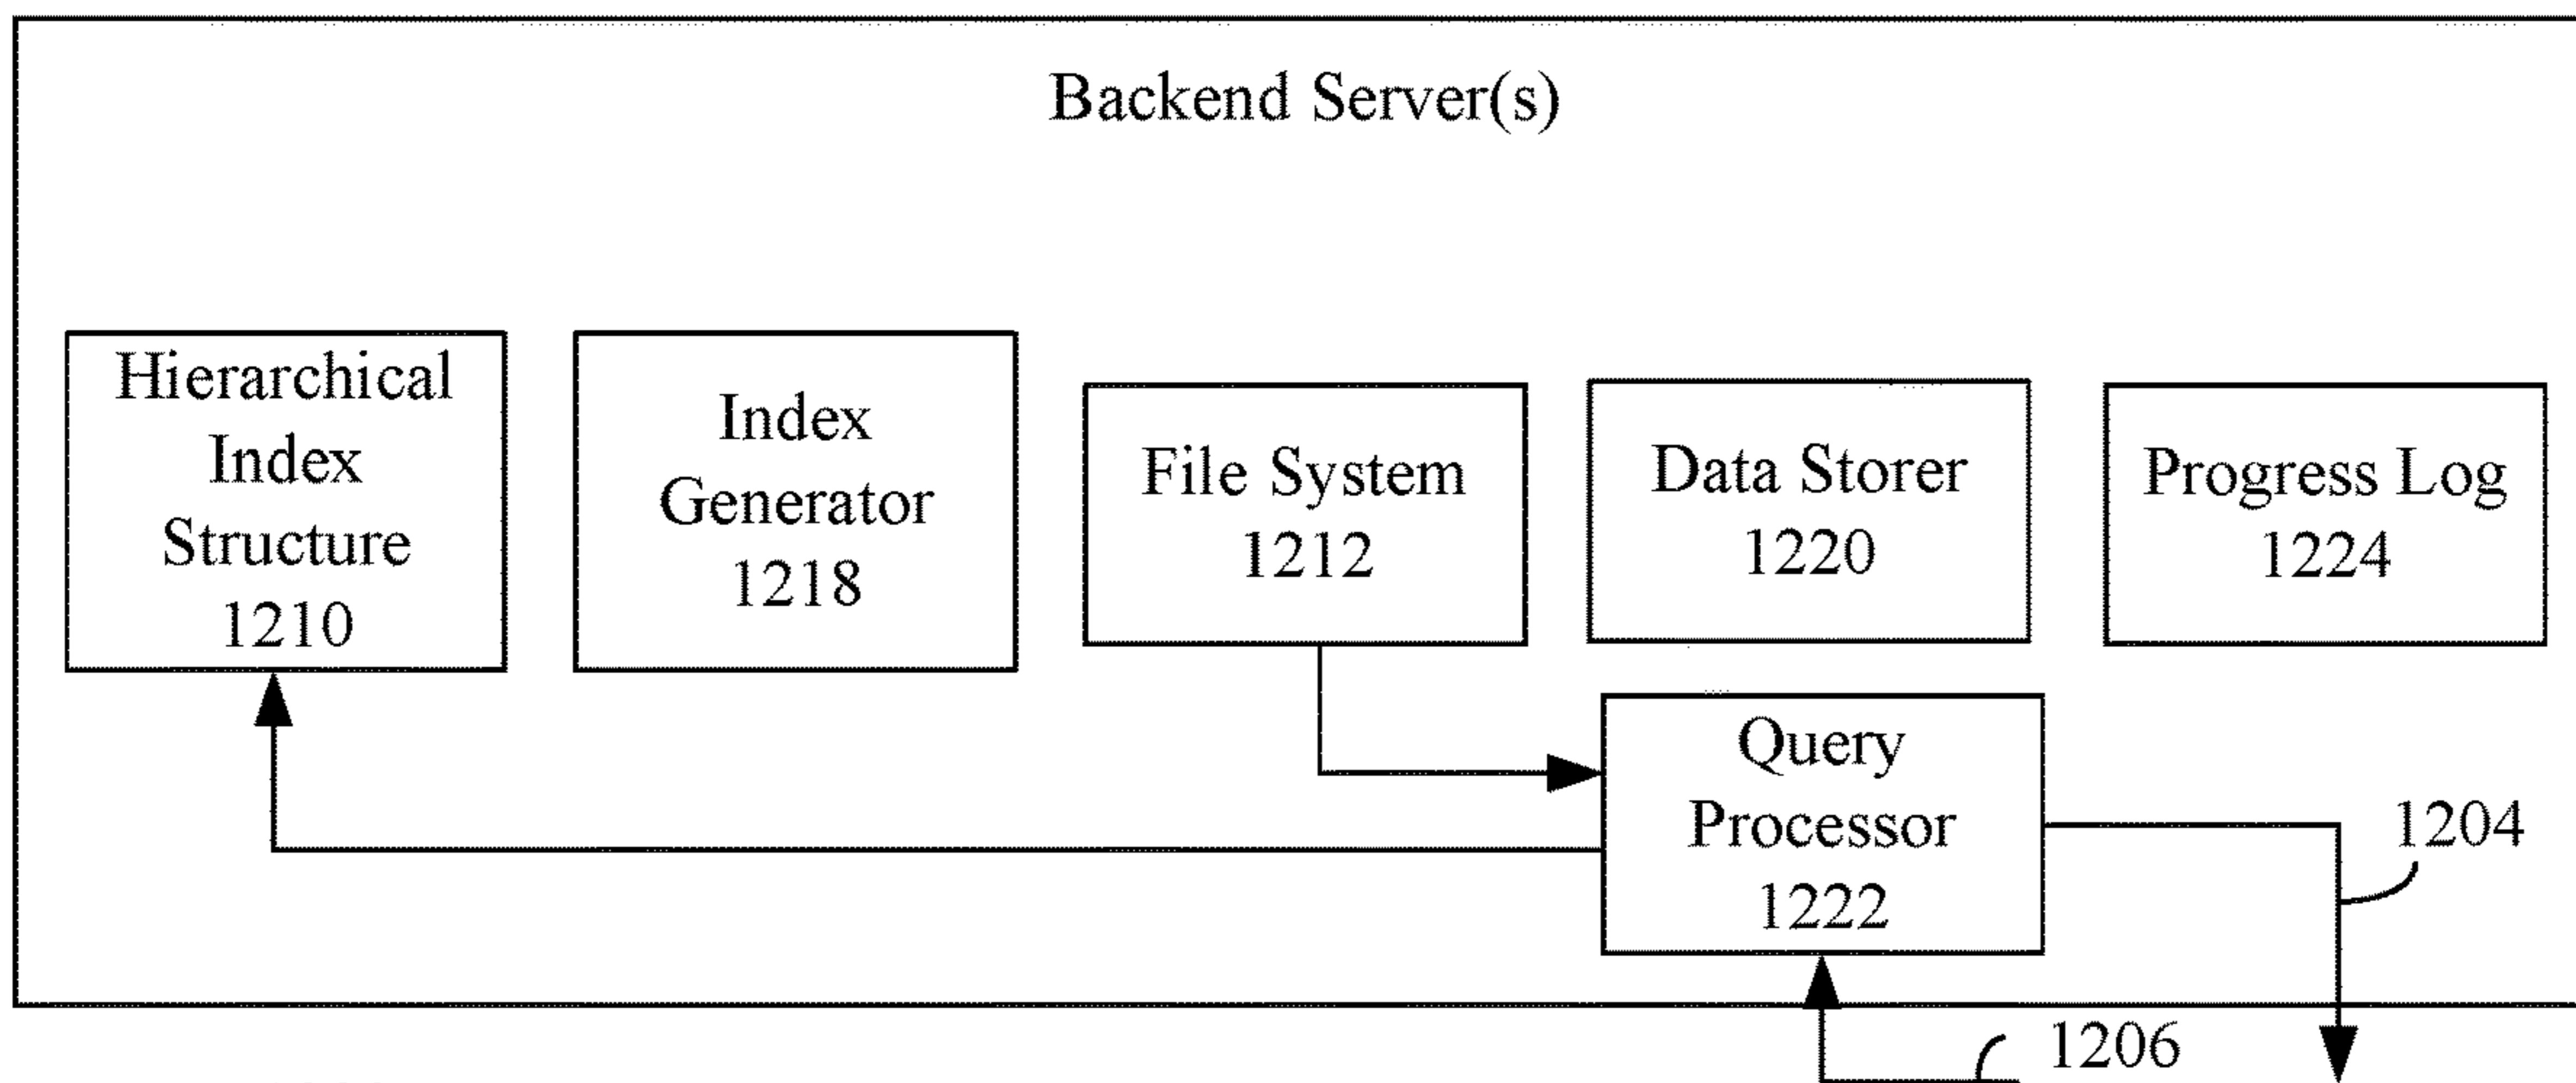 Backend Server(s)
Hierarchical
Index
Structure
1210
Index
Generator
1218
File System
1212
Data Storer
1220
Progress Log
1224
Query
Processor
1222
1204
1206